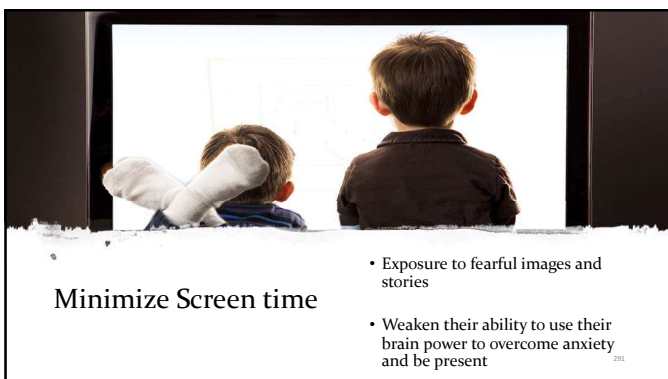 Minimize Screen time
• Exposure to fearful images and
stories
• Weaken their ability to use their
brain power to overcome anxiety
and be present
291